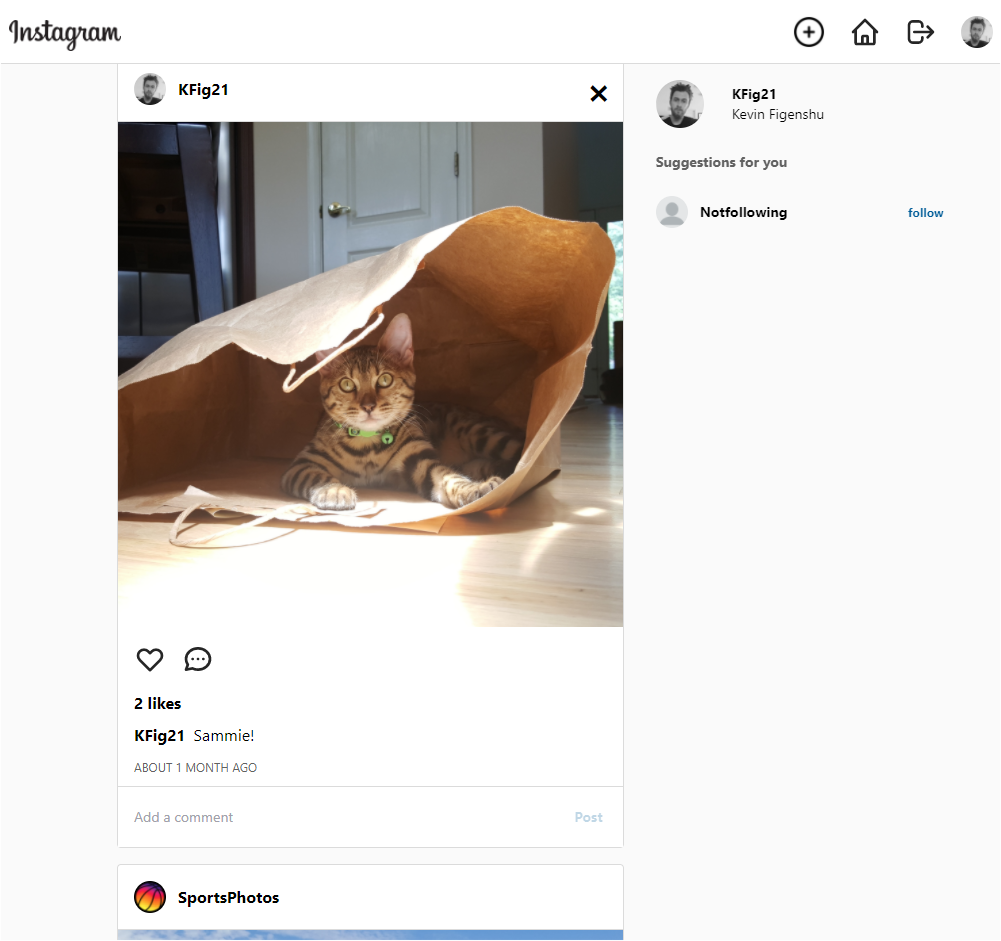 Instagram
KFig21
KFig21
Kevin Figenshu
Suggestions for you
Notfollowing
follow
2 likes
KFig21 Sammie!
ABOUT 1 MONTH AGO
Add a comment
Post
SportsPhotos